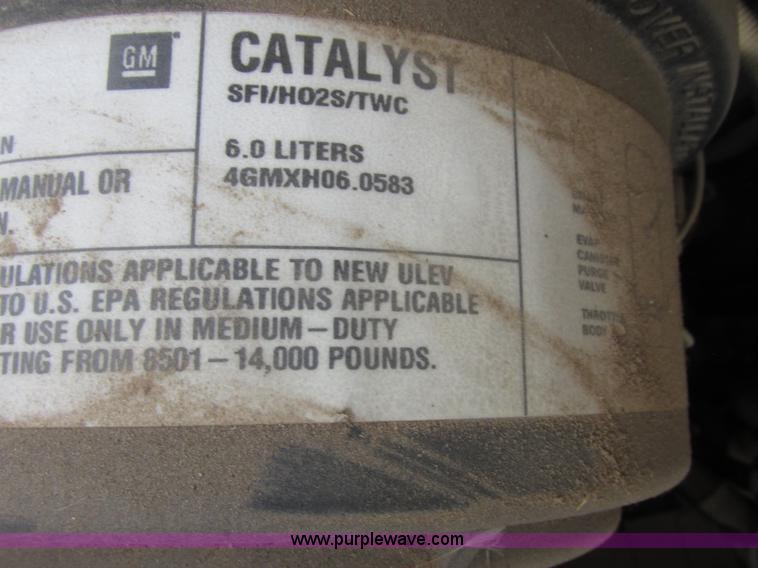 GM
CATALYST
SFI/HO2S/TWC
6.0 LITERS
4GMXH06.0583
N
MANUAL OR
N.
ULATIONS APPLICABLE TO NEW ULEV
TO U.S. EPA REGULATIONS APPLICABLE
R USE ONLY IN MEDIUM–DUTY
TING FROM 8501–14,000 POUNDS.
EVAP
CANISTER
PURGE
VALVE
THROTTLE
BODY
OVER INSTALL
www.purplewave.com